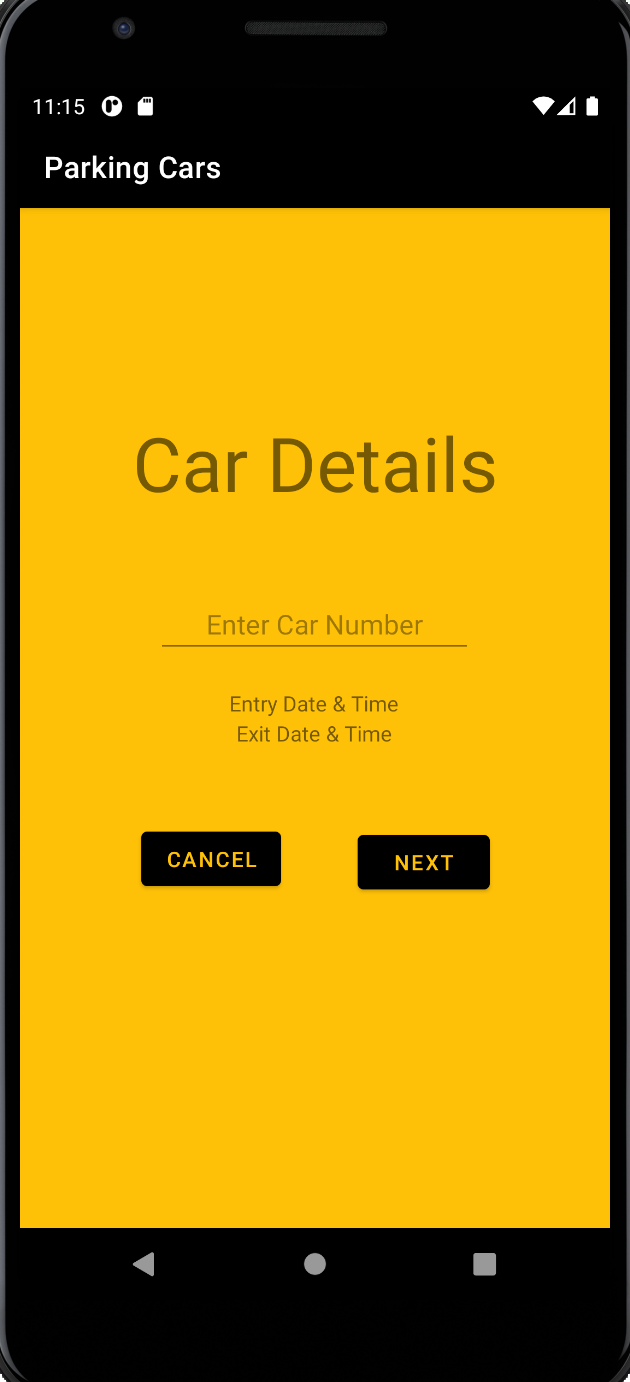 11:15
Parking Cars
Car Details
Enter Car Number
Entry Date & Time
Exit Date & Time
CANCEL NEXT